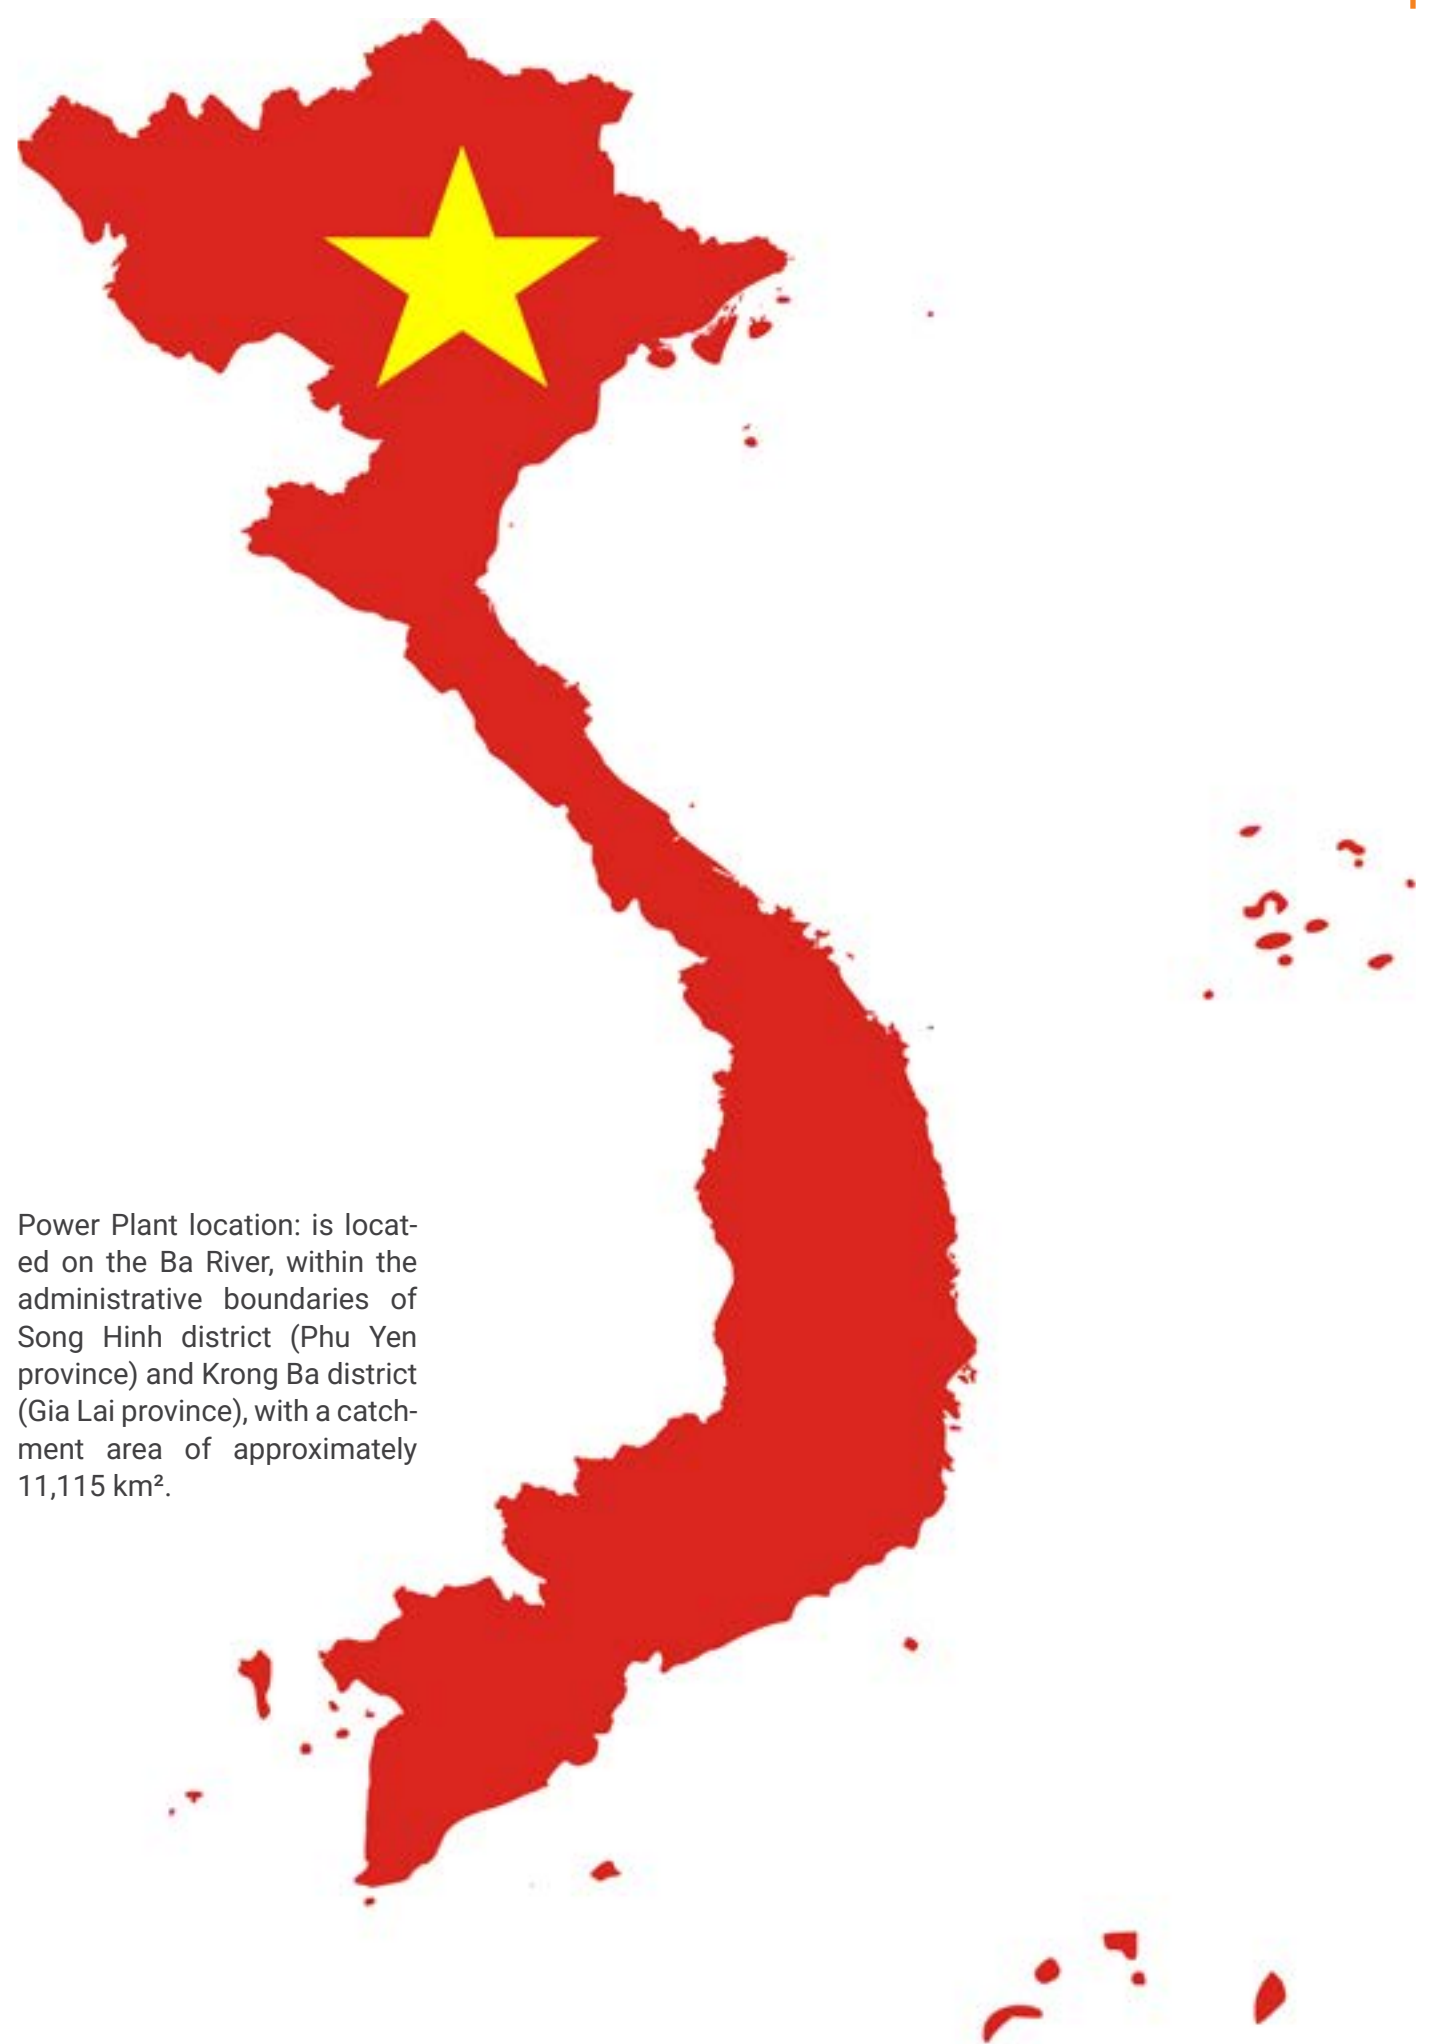 Power Plant location: is locat-
ed on the Ba River, within the
administrative boundaries of
Song Hinh district (Phu Yen
province) and Krong Ba district
(Gia Lai province), with a catch-
ment area of approximately
11,115 km².